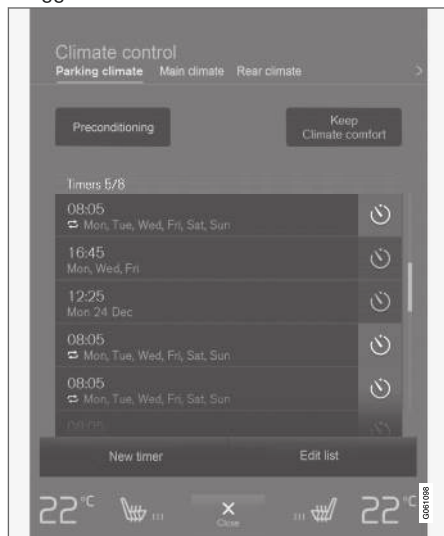 Climate control
Parking climate Main climate Rear climate
Preconditioning
Keep
Climate comfort
Timers 5/8
08:05
Mon, Tue, Wed, Fri, Sat, Sun
16:45
Mon, Wed, Fri
12:25
Mon 24 Dec
08:05
Mon, Tue, Wed, Fri, Sat, Sun
08:05
Mon, Tue, Wed, Fri, Sat, Sun
08:05
New timer Edit list
22°C 22°C
Close
G061098